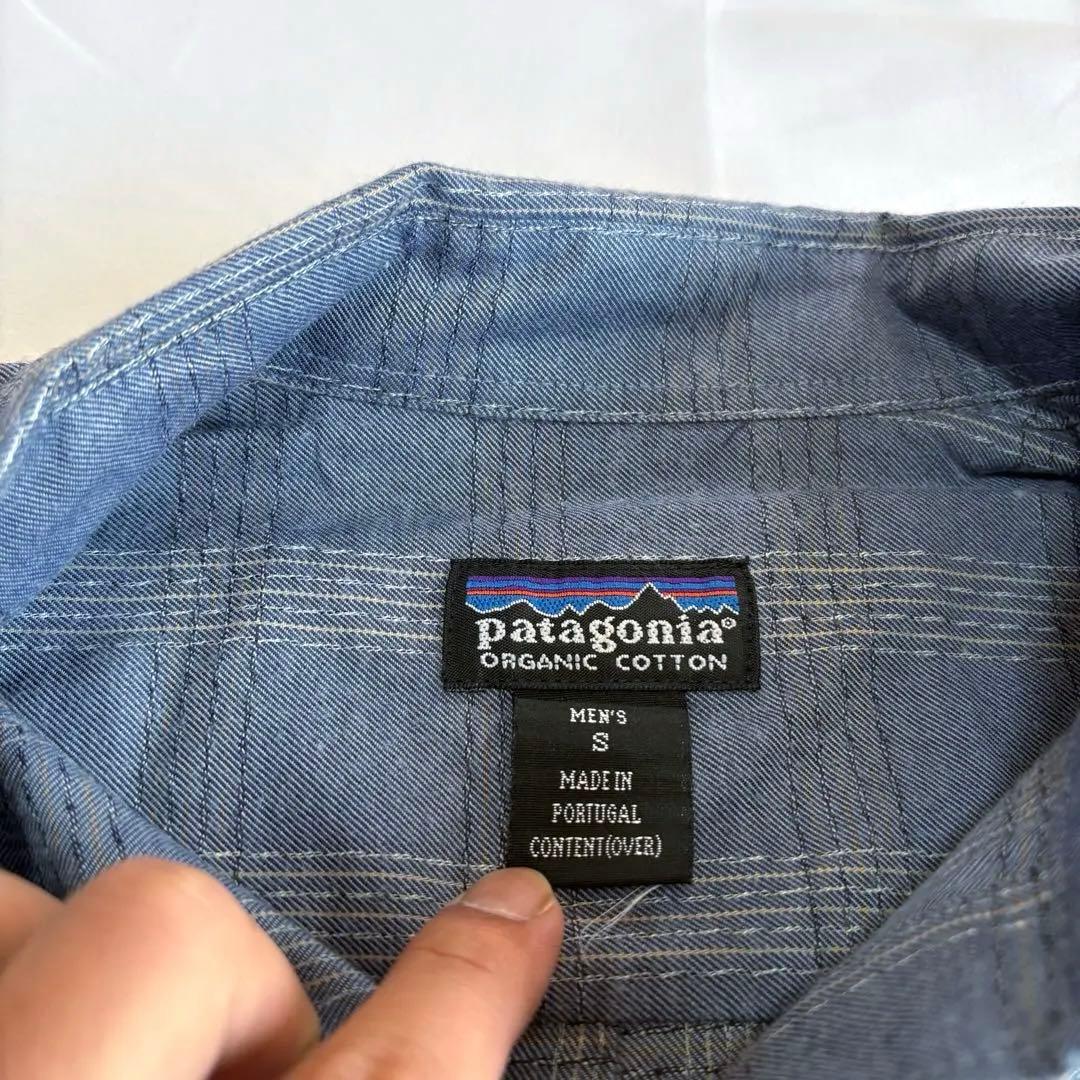 patagonia®
ORGANIC COTTON
MEN'S
S
MADE IN
PORTUGAL
CONTENT(OVER)